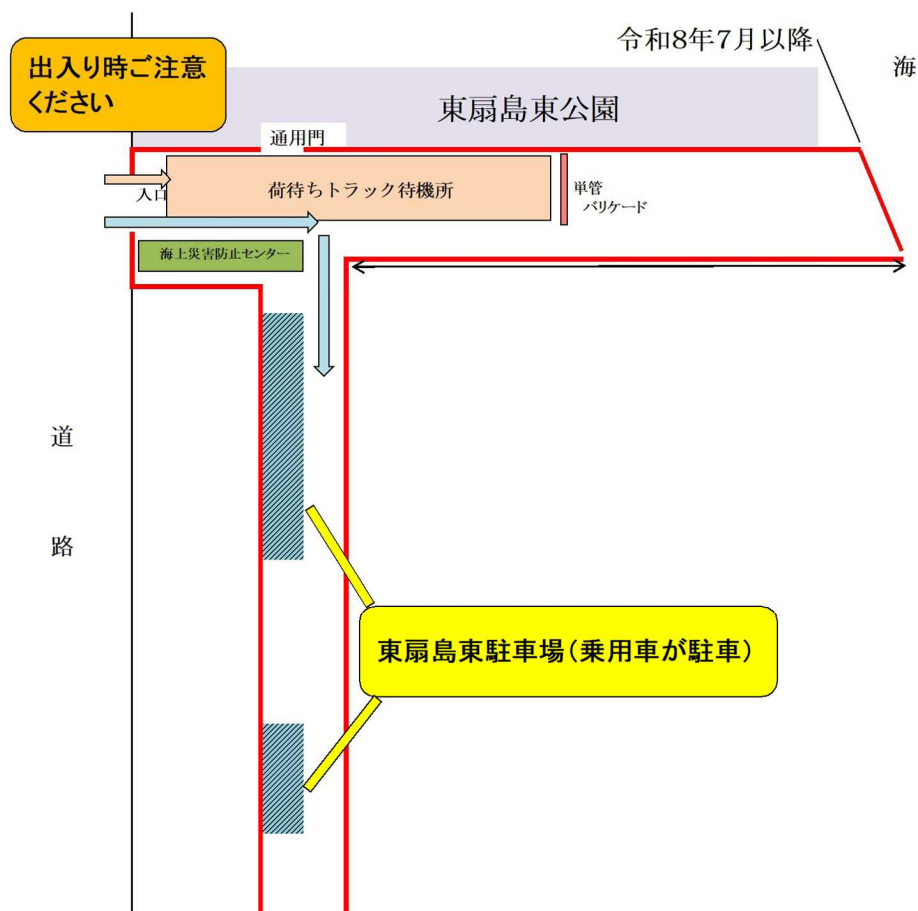 令和8年7月以降
海
出入り時ご注意
ください
東扇島東公園
通用門
入口
荷待ちトラック待機所
単管
バリケード
海上災害防止センター
道
路
東扇島東駐車場(乗用車が駐車)